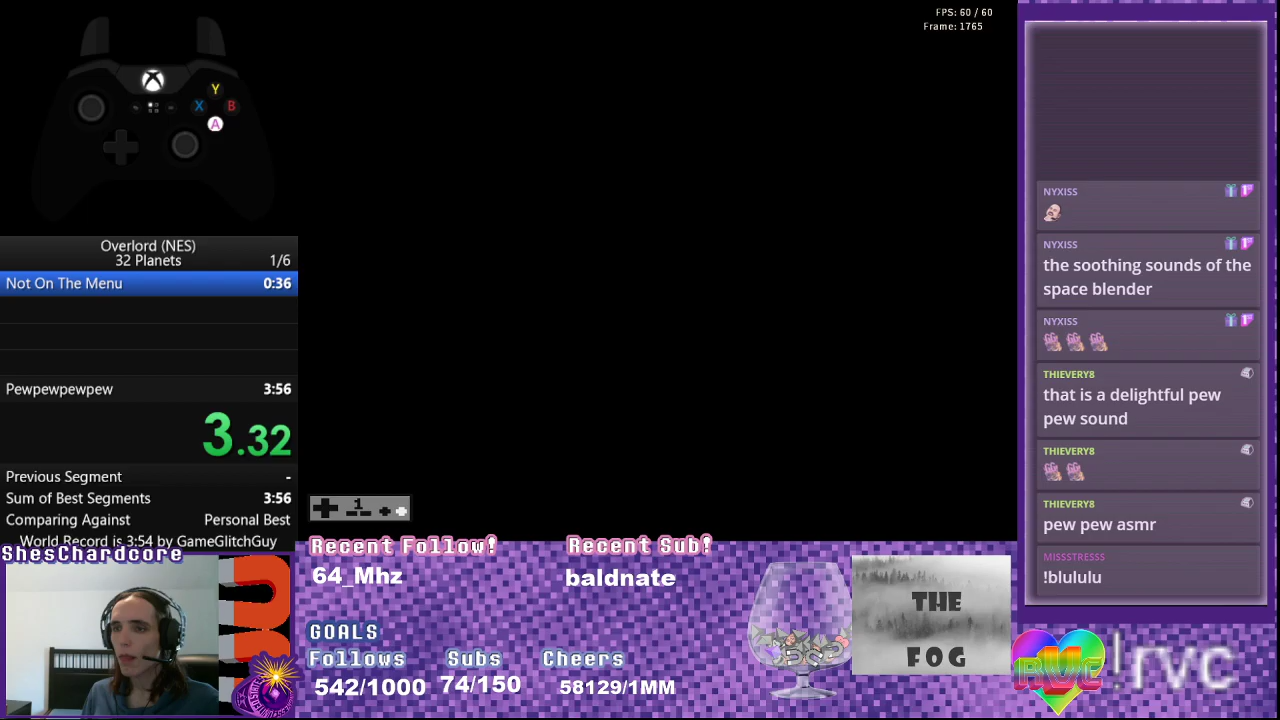 FPS: 60 / 60
Frame: 1765
Y
X B
A
Overlord (NES)
32 Planets 1/6
Not On The Menu 0:36
Pewpewpewpew 3:56
3.32
Previous Segment -
Sum of Best Segments 3:56
Comparing Against Personal Best
World Record is 3:54 by GameGlitchGuy
ShesChardcore
1
Recent Follow!
64_Mhz
Recent Sub!
baldnate
GOALS
Follows Subs Cheers
542/1000 74/150 58129/1MM
THE
FOG
RVC
!rvc
NYXISS
NYXISS
the soothing sounds of the
space blender
NYXISS
THIEVERY8
that is a delightful pew
pew sound
THIEVERY8
THIEVERY8
pew pew asmr
MISSSTRESSS
!blululu